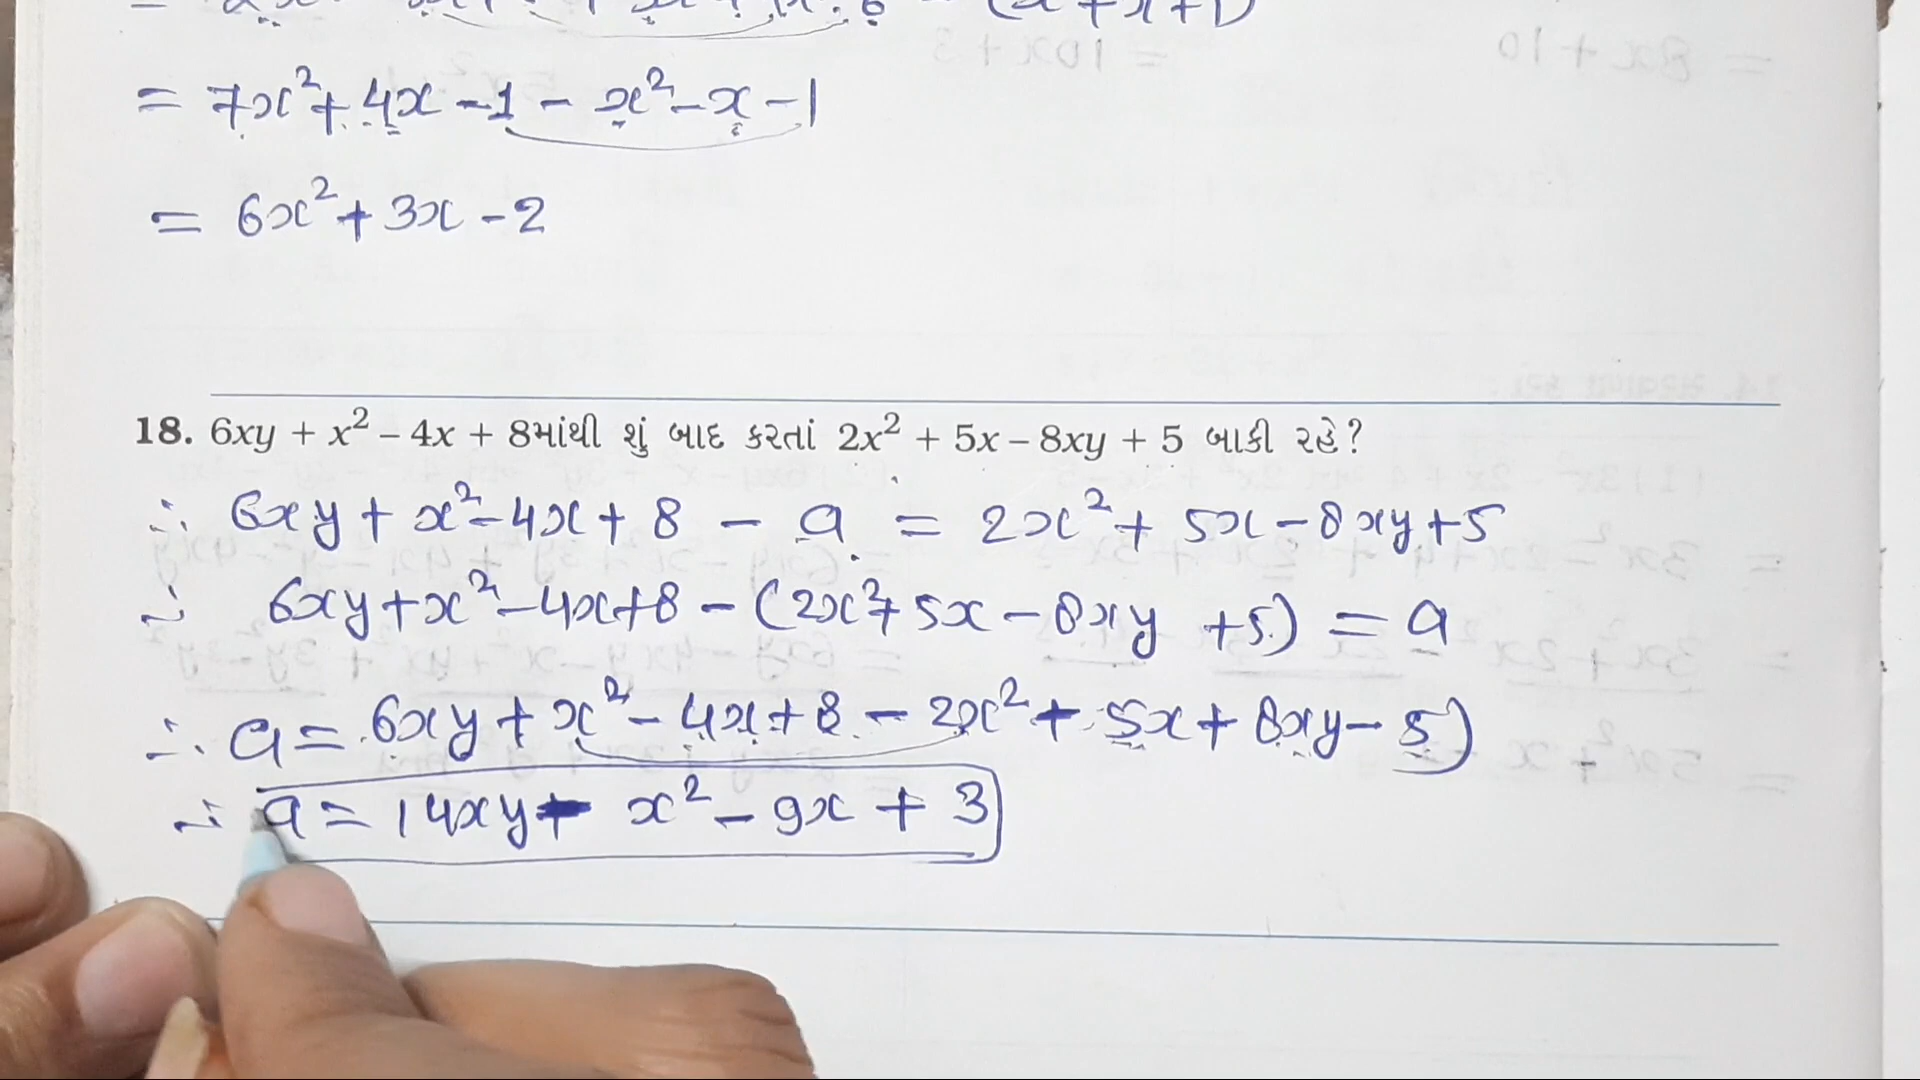 = 7x² + 4x - 1 - x² - x - 1
= 6x² + 3x - 2
18. 6xy + x² – 4x + 8માંથી શું બાદ કરતાં 2x² + 5x – 8xy + 5 બાકી રહે?
∴ 6xy + x² - 4x + 8 - a = 2x² + 5x - 8xy + 5
∴ 6xy + x² - 4x + 8 - (2x² + 5x - 8xy + 5) = a
∴ a = 6xy + x² - 4x + 8 - 2x² - 5x + 8xy - 5)
∴ a = 14xy - x² - 9x + 3